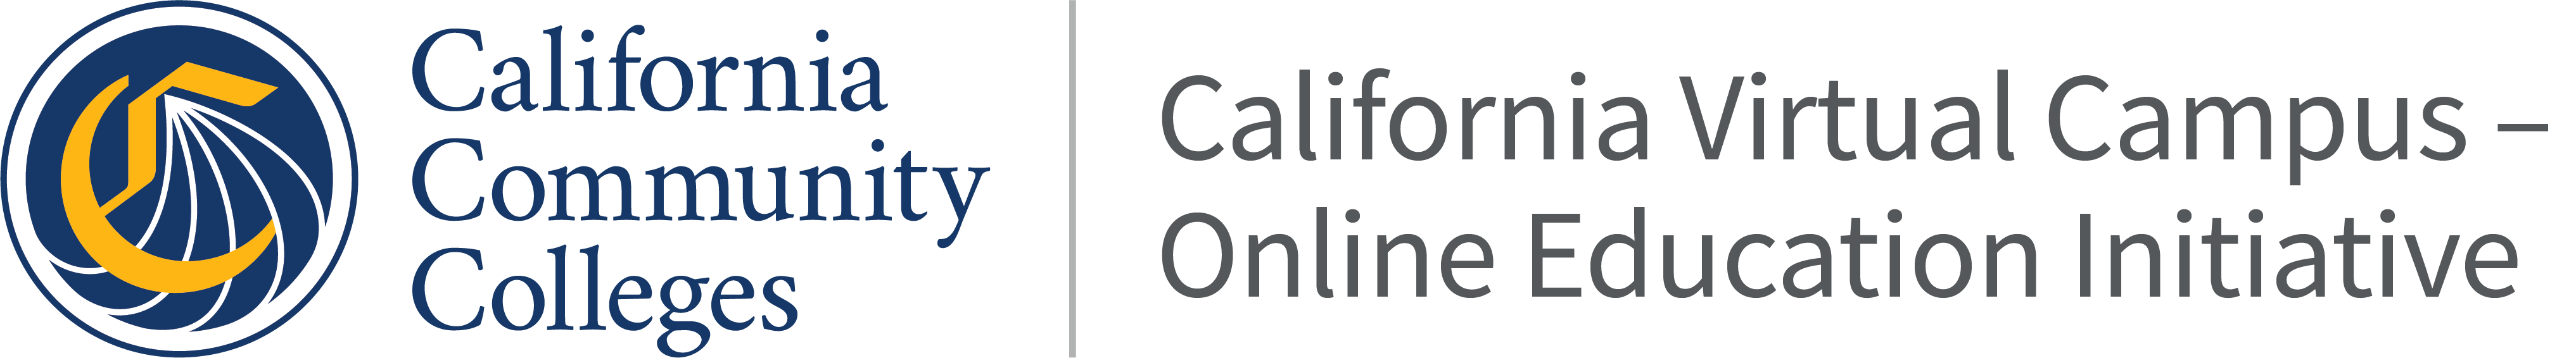 California
Community
Colleges
California Virtual Campus –
Online Education Initiative